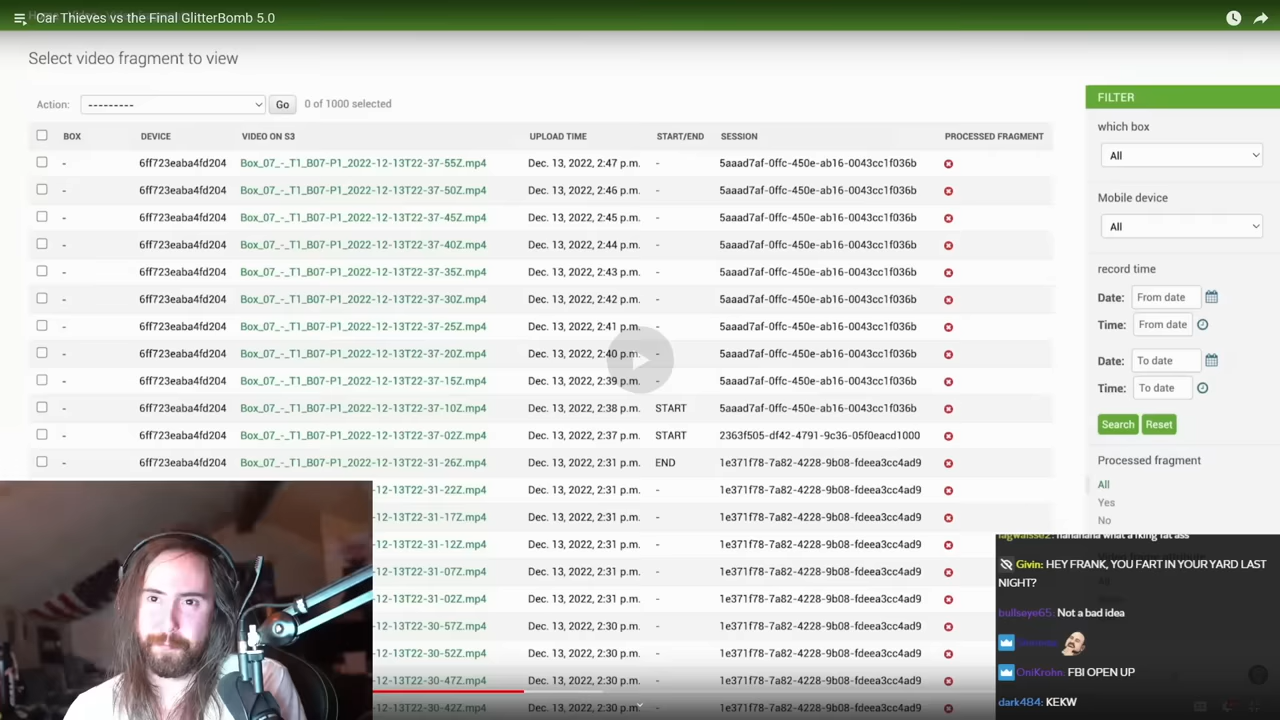 Car Thieves vs the Final GlitterBomb 5.0
Select video fragment to view
Action: --------- Go 0 of 1000 selected
BOX DEVICE VIDEO ON S3 UPLOAD TIME START/END SESSION PROCESSED FRAGMENT
- 6ff723eaba4fd204 Box_07_-_T1_B07-P1_2022-12-13T22-37-55Z.mp4 Dec. 13, 2022, 2:47 p.m. - 5aaad7af-0ffc-450e-ab16-0043cc1f036b
- 6ff723eaba4fd204 Box_07_-_T1_B07-P1_2022-12-13T22-37-50Z.mp4 Dec. 13, 2022, 2:46 p.m. - 5aaad7af-0ffc-450e-ab16-0043cc1f036b
- 6ff723eaba4fd204 Box_07_-_T1_B07-P1_2022-12-13T22-37-45Z.mp4 Dec. 13, 2022, 2:45 p.m. - 5aaad7af-0ffc-450e-ab16-0043cc1f036b
- 6ff723eaba4fd204 Box_07_-_T1_B07-P1_2022-12-13T22-37-40Z.mp4 Dec. 13, 2022, 2:44 p.m. - 5aaad7af-0ffc-450e-ab16-0043cc1f036b
- 6ff723eaba4fd204 Box_07_-_T1_B07-P1_2022-12-13T22-37-35Z.mp4 Dec. 13, 2022, 2:43 p.m. - 5aaad7af-0ffc-450e-ab16-0043cc1f036b
- 6ff723eaba4fd204 Box_07_-_T1_B07-P1_2022-12-13T22-37-30Z.mp4 Dec. 13, 2022, 2:42 p.m. - 5aaad7af-0ffc-450e-ab16-0043cc1f036b
- 6ff723eaba4fd204 Box_07_-_T1_B07-P1_2022-12-13T22-37-25Z.mp4 Dec. 13, 2022, 2:41 p.m. - 5aaad7af-0ffc-450e-ab16-0043cc1f036b
- 6ff723eaba4fd204 Box_07_-_T1_B07-P1_2022-12-13T22-37-20Z.mp4 Dec. 13, 2022, 2:40 p.m. - 5aaad7af-0ffc-450e-ab16-0043cc1f036b
- 6ff723eaba4fd204 Box_07_-_T1_B07-P1_2022-12-13T22-37-15Z.mp4 Dec. 13, 2022, 2:39 p.m. - 5aaad7af-0ffc-450e-ab16-0043cc1f036b
- 6ff723eaba4fd204 Box_07_-_T1_B07-P1_2022-12-13T22-37-10Z.mp4 Dec. 13, 2022, 2:38 p.m. START 5aaad7af-0ffc-450e-ab16-0043cc1f036b
- 6ff723eaba4fd204 Box_07_-_T1_B07-P1_2022-12-13T22-37-02Z.mp4 Dec. 13, 2022, 2:37 p.m. START 2363f505-df42-4791-9c36-05f0eacd1000
- 6ff723eaba4fd204 Box_07_-_T1_B07-P1_2022-12-13T22-31-26Z.mp4 Dec. 13, 2022, 2:31 p.m. END 1e371f78-7a82-4228-9b08-fdeea3cc4ad9
-12-13T22-31-22Z.mp4 Dec. 13, 2022, 2:31 p.m. - 1e371f78-7a82-4228-9b08-fdeea3cc4ad9
-12-13T22-31-17Z.mp4 Dec. 13, 2022, 2:31 p.m. - 1e371f78-7a82-4228-9b08-fdeea3cc4ad9
-12-13T22-31-12Z.mp4 Dec. 13, 2022, 2:31 p.m. - 1e371f78-7a82-4228-9b08-fdeea3cc4ad9
-12-13T22-31-07Z.mp4 Dec. 13, 2022, 2:31 p.m. - 1e371f78-7a82-4228-9b08-fdeea3cc4ad9
-12-13T22-31-02Z.mp4 Dec. 13, 2022, 2:31 p.m. - 1e371f78-7a82-4228-9b08-fdeea3cc4ad9
-12-13T22-30-57Z.mp4 Dec. 13, 2022, 2:30 p.m. - 1e371f78-7a82-4228-9b08-fdeea3cc4ad9
-12-13T22-30-52Z.mp4 Dec. 13, 2022, 2:30 p.m. - 1e371f78-7a82-4228-9b08-fdeea3cc4ad9
-12-13T22-30-47Z.mp4 Dec. 13, 2022, 2:30 p.m. - 1e371f78-7a82-4228-9b08-fdeea3cc4ad9
-12-13T22-30-42Z.mp4 Dec. 13, 2022, 2:30 p.m. - 1e371f78-7a82-4228-9b08-fdeea3cc4ad9
FILTER
which box
All
Mobile device
All
record time
Date: From date
Time: From date
Date: To date
Time: To date
Search Reset
Processed fragment
All
Yes
No
what a fking fat ass
Givin: HEY FRANK, YOU FART IN YOUR YARD LAST
NIGHT?
bullseye65: Not a bad idea
OniKrohn: FBI OPEN UP
dark484: KEKW